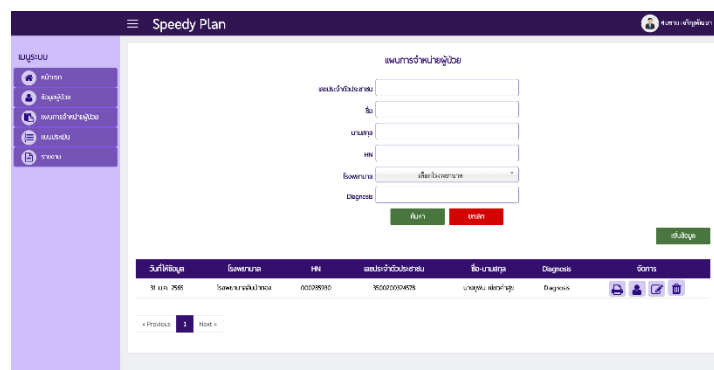 Speedy Plan
เมนูระบบ
หน้าแรก
ข้อมูลผู้ป่วย
แผนการจำหน่ายผู้ป่วย
แบบประเมิน
รายงาน
แผนการจำหน่ายผู้ป่วย
เลขประจำตัวประชาชน
ชื่อ
นามสกุล
HN
โรงพยาบาล เลือกโรงพยาบาล
Diagnosis
ค้นหา ยกเลิก
เพิ่มข้อมูล
วันที่ให้ข้อมูล โรงพยาบาล HN เลขประจำตัวประชาชน ชื่อ-นามสกุล Diagnosis จัดการ
31 ม.ค. 2565 000285930 3500200324578 Diagnosis
« Previous 1 Next »